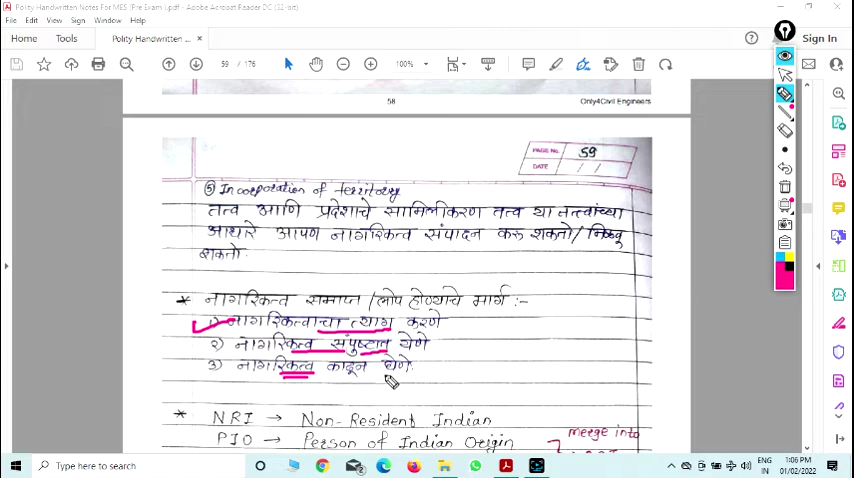 Polity Handwritten Notes For MES (Pre Exam ).pdf - Adobe Acrobat Reader DC (32-bit)
File Edit View Sign Window Help
Home Tools Polity Handwritten ... × Sign In
59 / 176 100%
58 Only4Civil Engineers
PAGE No. 59
DATE / /
⑤ Incorporation of territory
तत्व आणि प्रदेशाचे सामिलीकरण तत्व या तत्त्वांच्या
आधारे आपण नागरिकत्व संपादन करु शकतो/मिळवू
शकतो.
* नागरिकत्व समाप्त/लोप होण्याचे मार्ग :-
१) नागरिकत्वाचा त्याग करणे
२) नागरिकत्व संपुष्टात येणे
३) नागरिकत्व काढून घेणे.
* NRI → Non-Resident Indian
PIO → Person of Indian Origin
merge into
Type here to search
ENG
IN
1:06 PM
01/02/2022